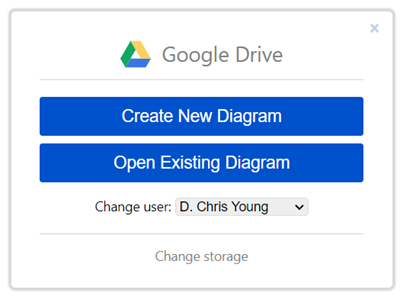 Google Drive
Create New Diagram
Open Existing Diagram
Change user: D. Chris Young
Change storage